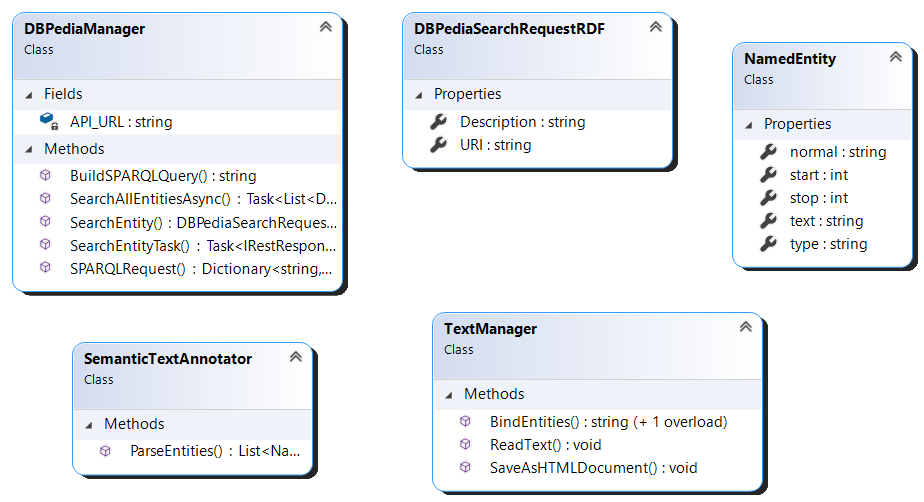 DBPediaManager
Class
Fields
API_URL : string
Methods
BuildSPARQLQuery() : string
SearchAllEntitiesAsync() : Task<List<D...
SearchEntity() : DBPediaSearchReques...
SearchEntityTask() : Task<IRestRespon...
SPARQLRequest() : Dictionary<string,...
DBPediaSearchRequestRDF
Class
Properties
Description : string
URI : string
NamedEntity
Class
Properties
normal : string
start : int
stop : int
text : string
type : string
SemanticTextAnnotator
Class
Methods
ParseEntities() : List<Na...
TextManager
Class
Methods
BindEntities() : string (+ 1 overload)
ReadText() : void
SaveAsHTMLDocument() : void